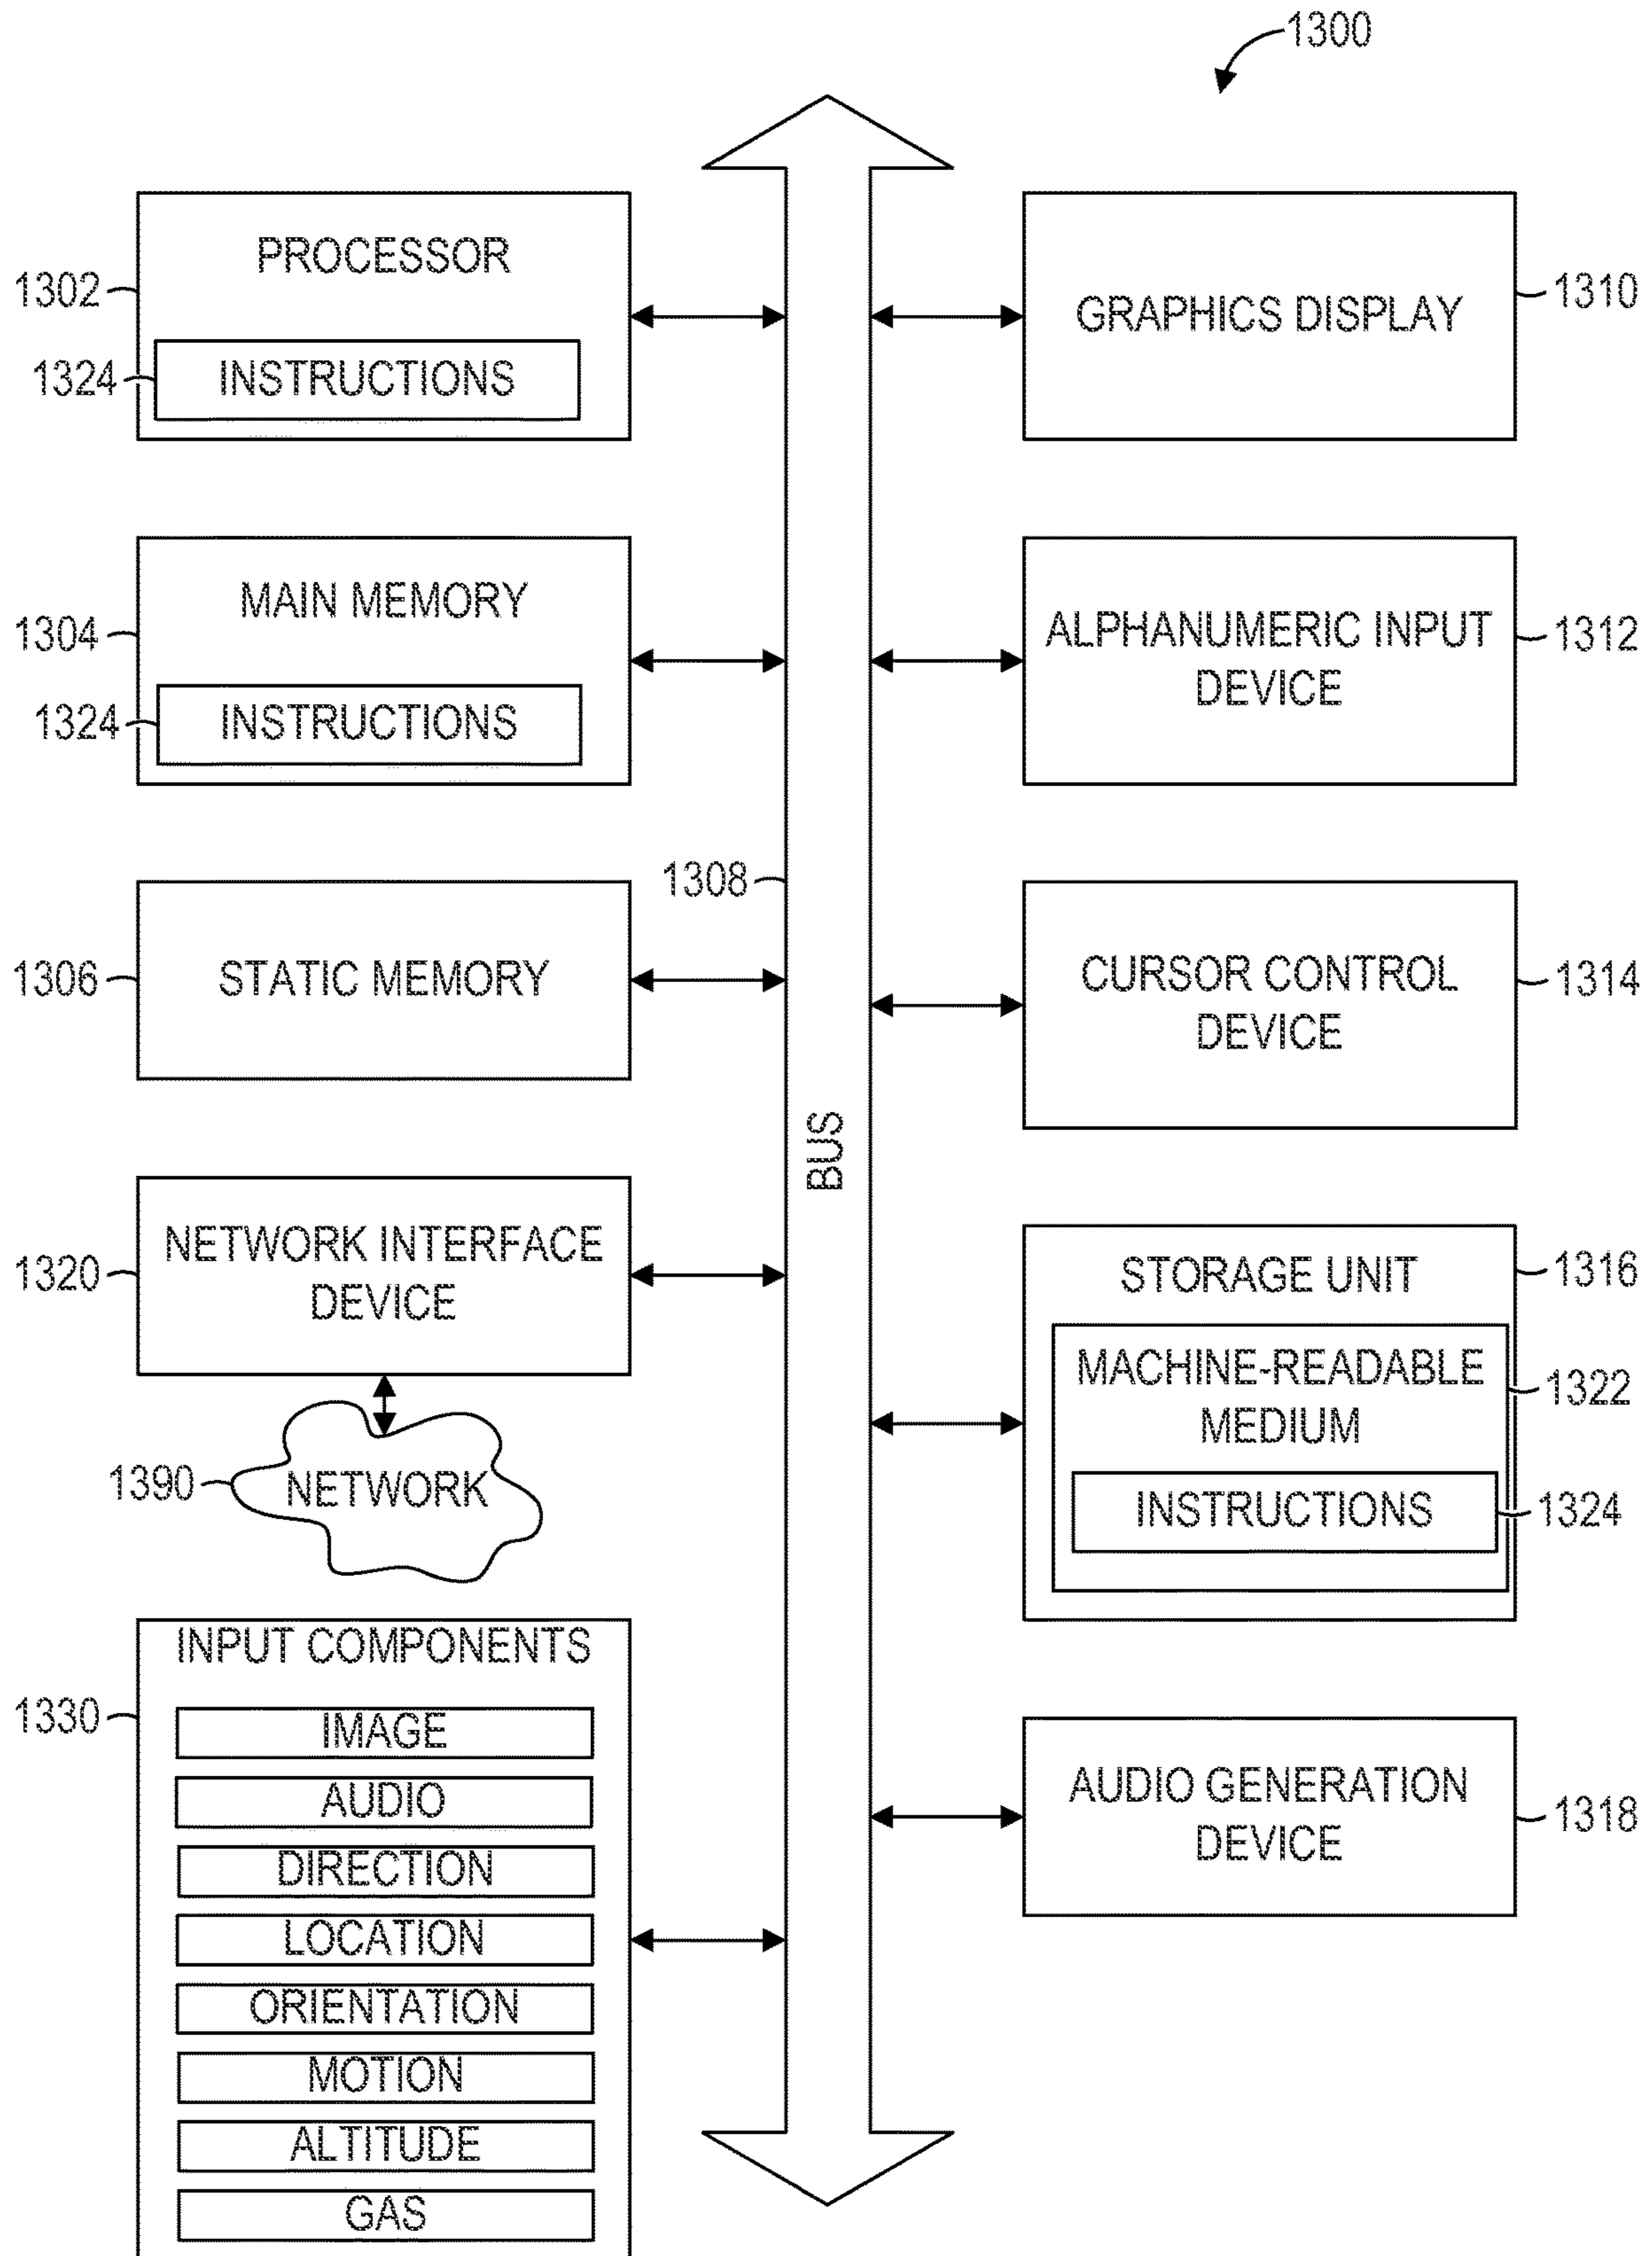 1300
PROCESSOR
1302
1324
INSTRUCTIONS
MAIN MEMORY
1304
1324
INSTRUCTIONS
1308
1306
STATIC MEMORY
BUS
NETWORK INTERFACE
DEVICE
1320
1390
NETWORK
INPUT COMPONENTS
1330
IMAGE
AUDIO
DIRECTION
LOCATION
ORIENTATION
MOTION
ALTITUDE
GAS
GRAPHICS DISPLAY
1310
ALPHANUMERIC INPUT
DEVICE
1312
CURSOR CONTROL
DEVICE
1314
STORAGE UNIT
1316
MACHINE-READABLE
MEDIUM
1322
INSTRUCTIONS
1324
AUDIO GENERATION
DEVICE
1318